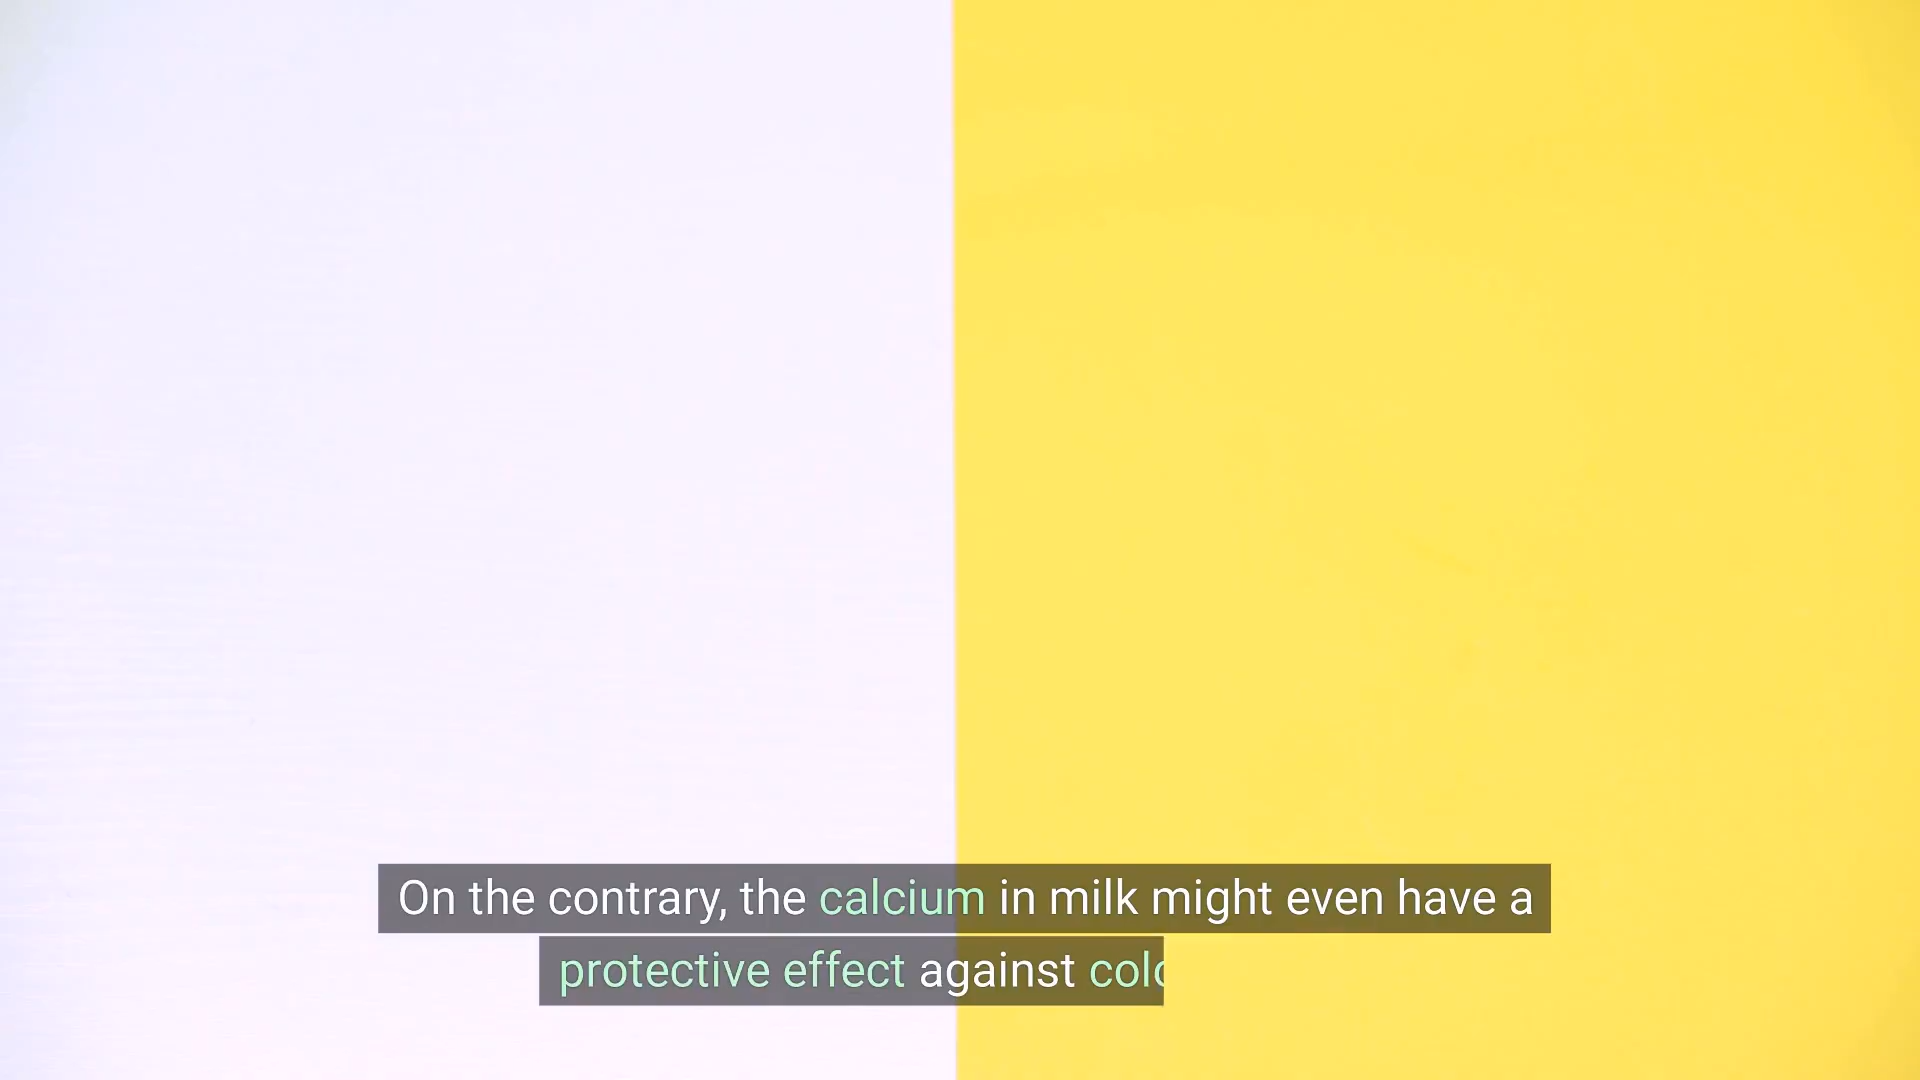 On the contrary, the calcium in milk might even have a
protective effect against